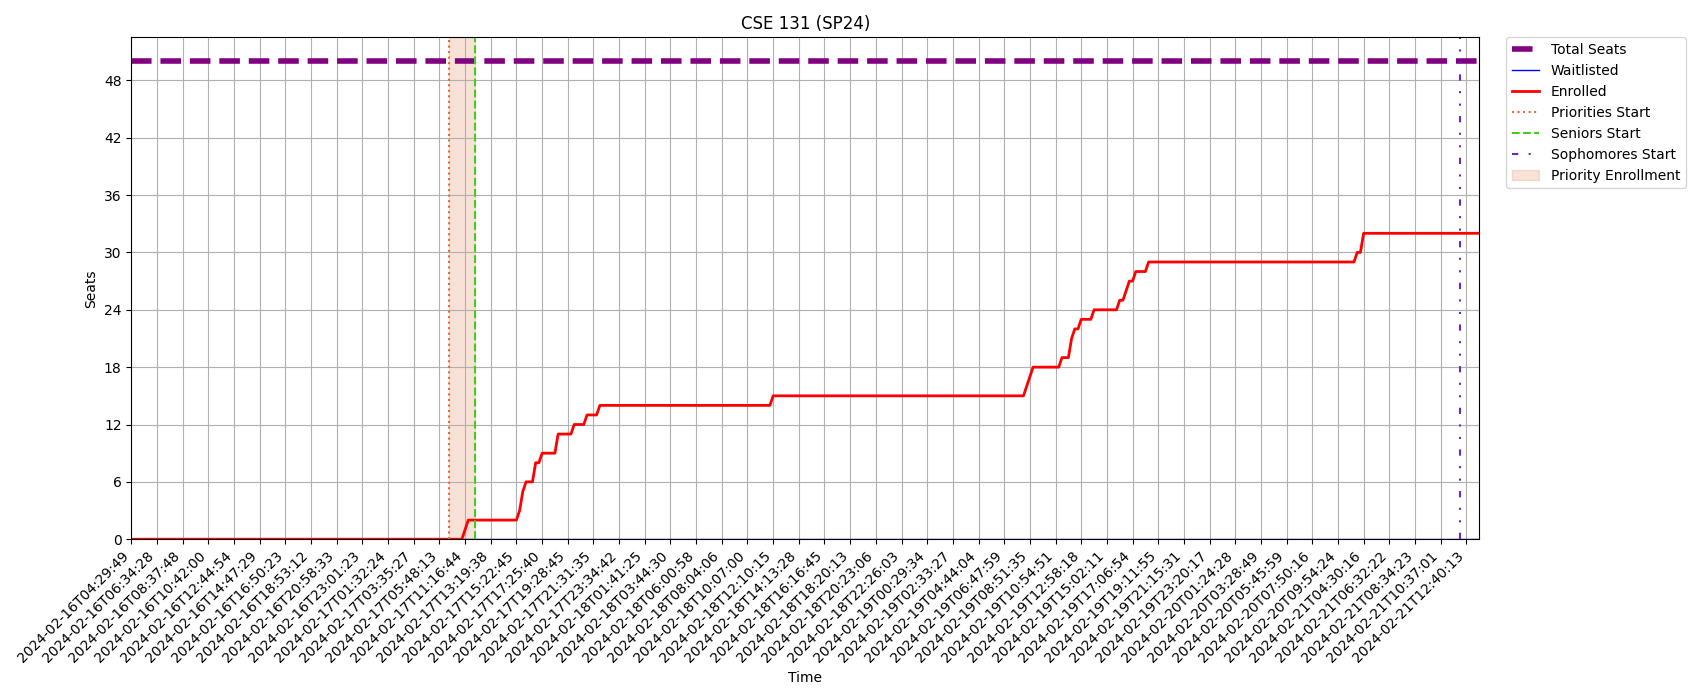 CSE 131 (SP24)
Total Seats
Waitlisted
Enrolled
Priorities Start
Seniors Start
Sophomores Start
Priority Enrollment
Seats
48
42
36
30
24
18
12
6
0
2024-02-16T04:29:49
2024-02-16T06:34:28
2024-02-16T08:37:48
2024-02-16T10:42:00
2024-02-16T12:44:54
2024-02-16T14:47:29
2024-02-16T16:50:23
2024-02-16T18:53:12
2024-02-16T20:58:33
2024-02-16T23:01:23
2024-02-17T01:32:24
2024-02-17T03:35:27
2024-02-17T05:48:13
2024-02-17T11:16:44
2024-02-17T13:19:38
2024-02-17T15:22:45
2024-02-17T17:25:40
2024-02-17T19:28:45
2024-02-17T21:31:35
2024-02-17T23:34:42
2024-02-18T01:41:25
2024-02-18T03:44:30
2024-02-18T06:00:58
2024-02-18T08:04:06
2024-02-18T10:07:00
2024-02-18T12:10:15
2024-02-18T14:13:28
2024-02-18T16:16:45
2024-02-18T18:20:13
2024-02-18T20:23:06
2024-02-18T22:26:03
2024-02-19T00:29:34
2024-02-19T02:33:27
2024-02-19T04:44:04
2024-02-19T06:47:59
2024-02-19T08:51:35
2024-02-19T10:54:51
2024-02-19T12:58:18
2024-02-19T15:02:11
2024-02-19T17:06:54
2024-02-19T19:11:55
2024-02-19T21:15:31
2024-02-19T23:20:17
2024-02-20T01:24:28
2024-02-20T03:28:49
2024-02-20T05:45:59
2024-02-20T07:50:16
2024-02-20T09:54:24
2024-02-21T04:30:16
2024-02-21T06:32:22
2024-02-21T08:34:23
2024-02-21T10:37:01
2024-02-21T12:40:13
Time